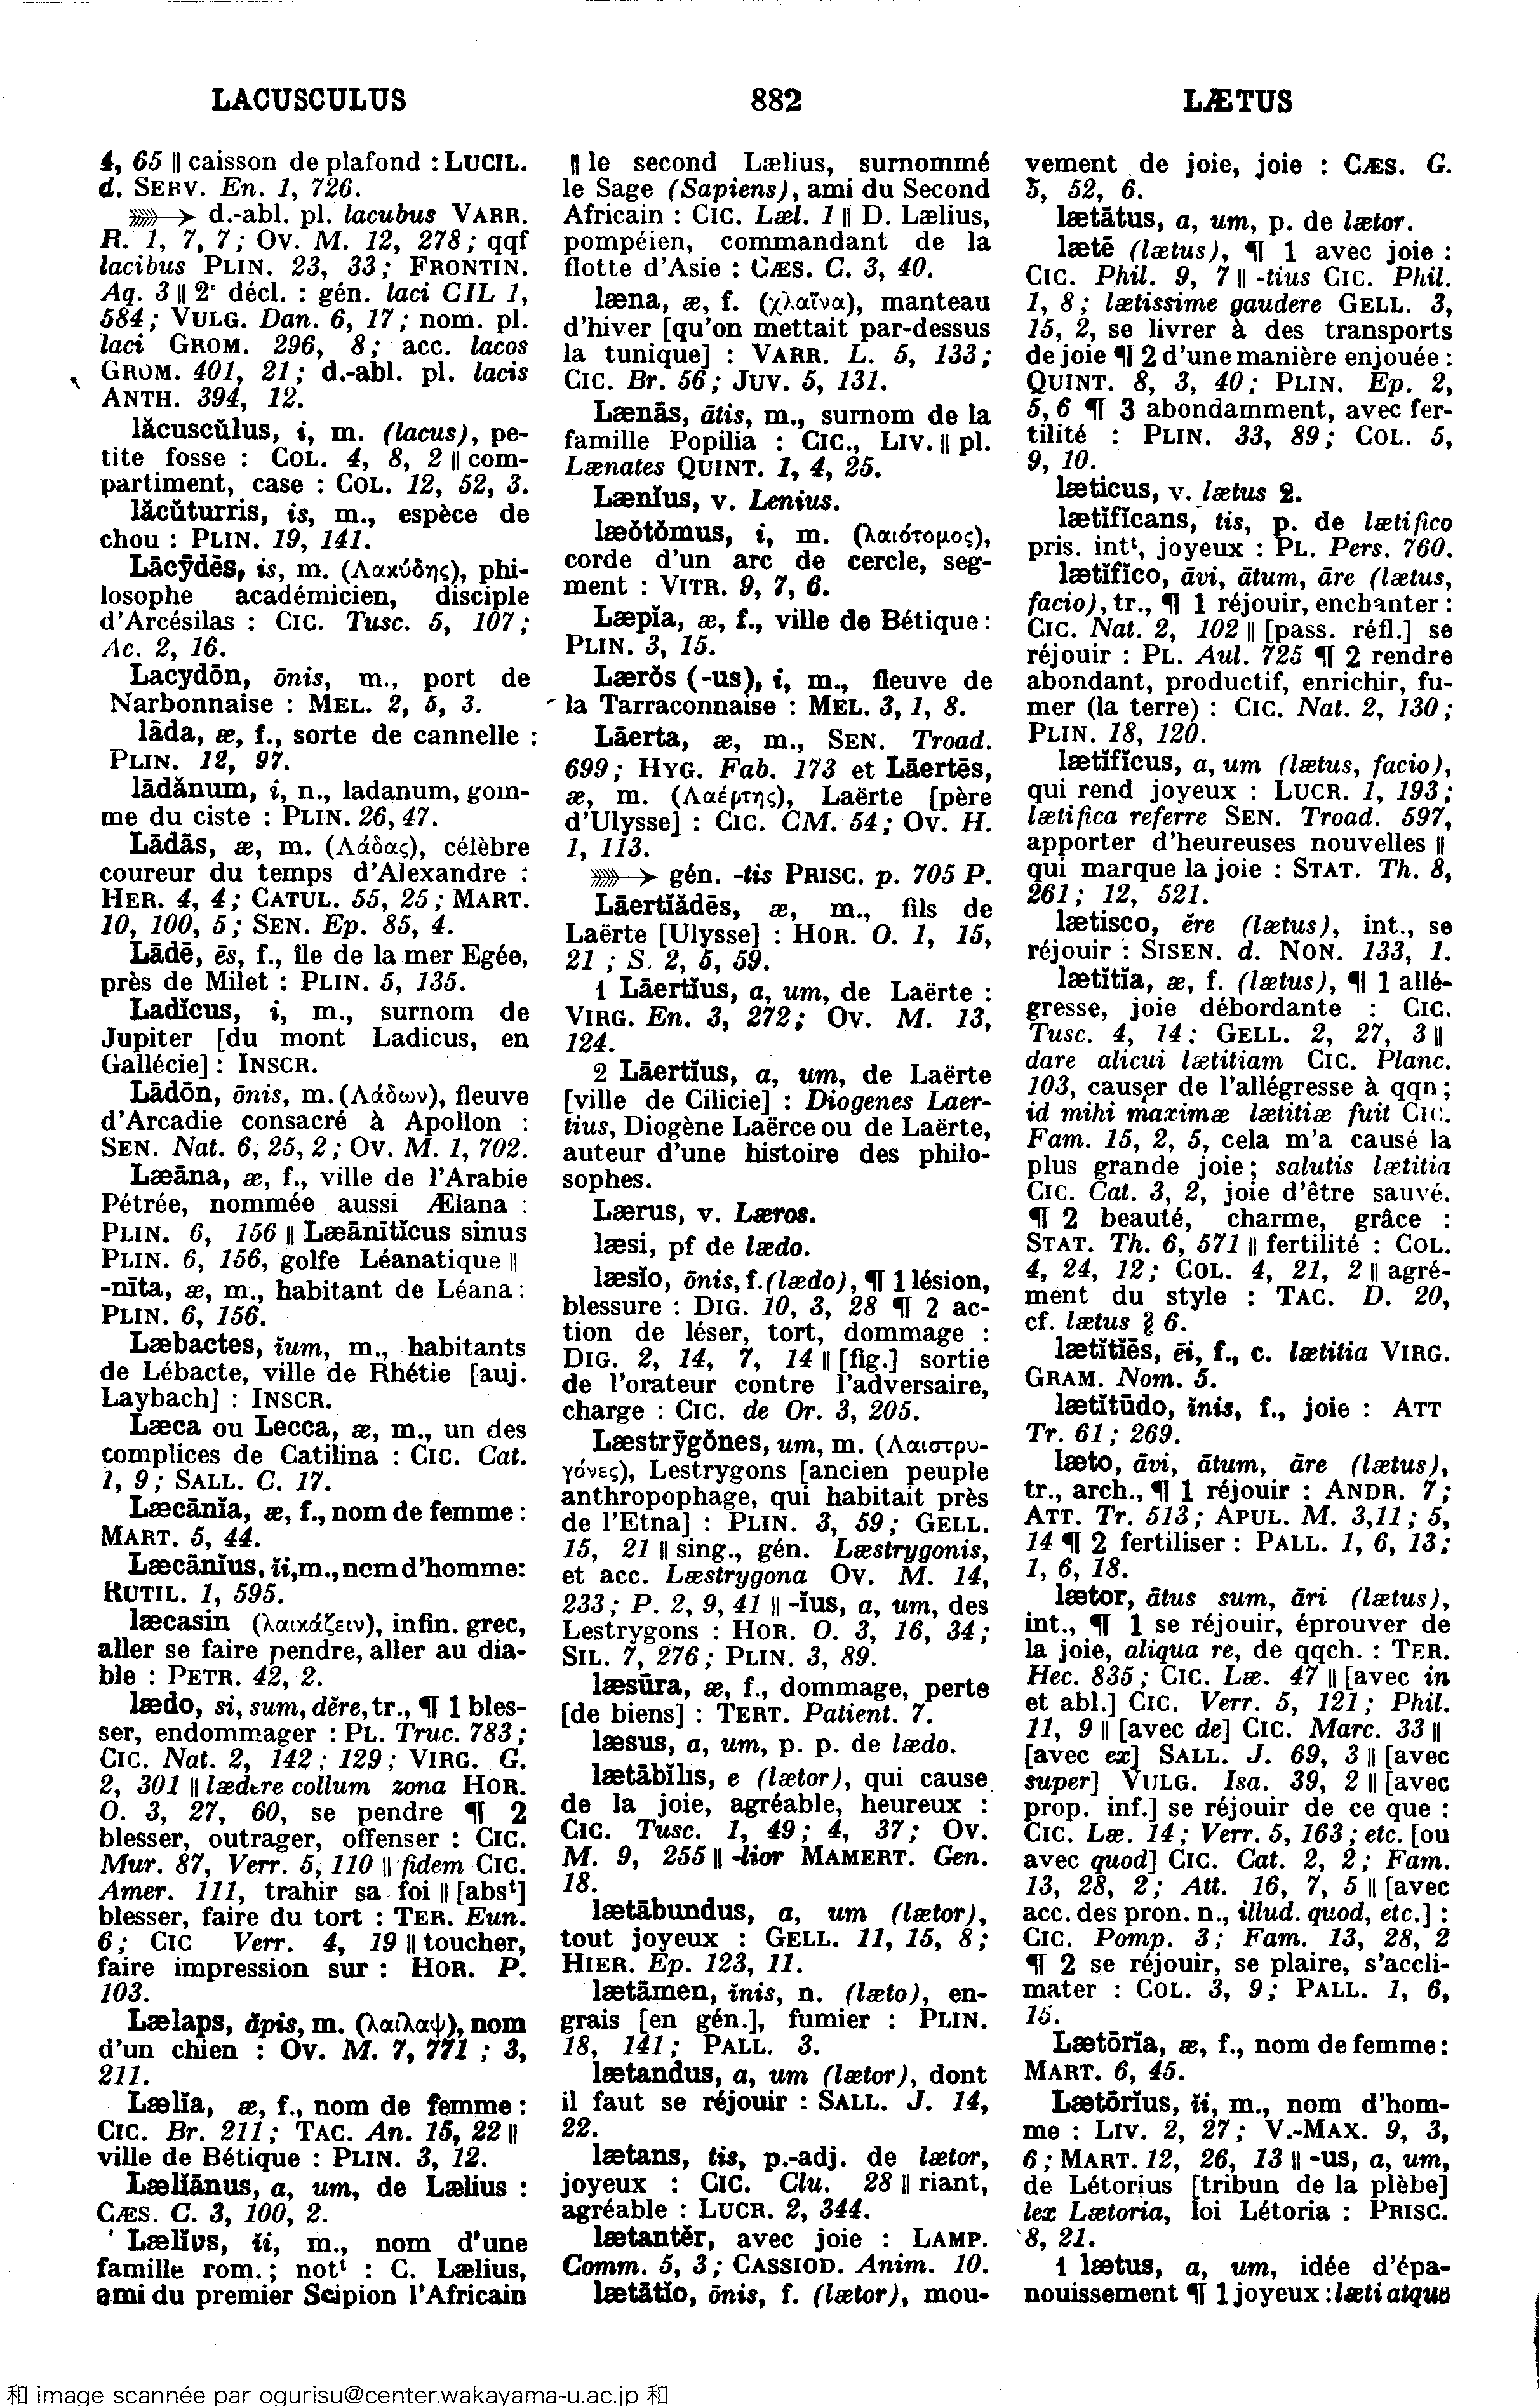 LACUSCULUS 882 LÆTUS
4, 65 || caisson de plafond : LUCIL.
d. SERV. En. 1, 726.
⟶ d.-abl. pl. lacubus VARR.
R. 1, 7, 7 ; OV. M. 12, 278 ; qqf
lacibus PLIN. 23, 33 ; FRONTIN.
Aq. 3 || 2e décl. : gén. laci CIL 1,
584 ; VULG. Dan. 6, 17 ; nom. pl.
laci GROM. 296, 8 ; acc. lacos
GROM. 401, 21 ; d.-abl. pl. lacis
ANTH. 394, 12.
lăcuscŭlus, i, m. (lacus), pe-
tite fosse : COL. 4, 8, 2 || com-
partiment, case : COL. 12, 52, 3.
lăcŭturris, is, m., espèce de
chou : PLIN. 19, 141.
Lācȳdēs, is, m. (Λακύδης), phi-
losophe académicien, disciple
d'Arcésilas : CIC. Tusc. 5, 107 ;
Ac. 2, 16.
Lacydōn, ōnis, m., port de
Narbonnaise : MEL. 2, 5, 3.
lāda, æ, f., sorte de cannelle :
PLIN. 12, 97.
lādănum, i, n., ladanum, gom-
me du ciste : PLIN. 26, 47.
Lādās, æ, m. (Λάδας), célèbre
coureur du temps d'Alexandre :
HER. 4, 4 ; CATUL. 55, 25 ; MART.
10, 100, 5 ; SEN. Ep. 85, 4.
Lādē, ēs, f., île de la mer Egée,
près de Milet : PLIN. 5, 135.
Ladĭcus, i, m., surnom de
Jupiter [du mont Ladicus, en
Gallécie] : INSCR.
Lādōn, ōnis, m. (Λάδων), fleuve
d'Arcadie consacré à Apollon :
SEN. Nat. 6, 25, 2 ; OV. M. 1, 702.
Læāna, æ, f., ville de l'Arabie
Pétrée, nommée aussi Ælana :
PLIN. 6, 156 || Læānītĭcus sinus
PLIN. 6, 156, golfe Léanatique ||
-nīta, æ, m., habitant de Léana :
PLIN. 6, 156.
Læbactes, ĭum, m., habitants
de Lébacte, ville de Rhétie [auj.
Laybach] : INSCR.
Læca ou Lecca, æ, m., un des
complices de Catilina : CIC. Cat.
1, 9 ; SALL. C. 17.
Læcānĭa, æ, f., nom de femme :
MART. 5, 44.
Læcānĭus, ĭi, m., nom d'homme :
RUTIL. 1, 595.
læcasin (λαικάζειν), infin. grec,
aller se faire pendre, aller au dia-
ble : PETR. 42, 2.
lædo, si, sum, dĕre, tr., ¶ 1 bles-
ser, endommager : PL. Truc. 783 ;
CIC. Nat. 2, 142 ; 129 ; VIRG. G.
2, 301 || lædere collum zona HOR.
O. 3, 27, 60, se pendre ¶ 2
blesser, outrager, offenser : CIC.
Mur. 87, Verr. 5, 110 || fidem CIC.
Amer. 111, trahir sa foi || [abst]
blesser, faire du tort : TER. Eun.
6 ; CIC Verr. 4, 19 || toucher,
faire impression sur : HOR. P.
103.
Lælaps, ăpis, m. (λαίλαψ), nom
d'un chien : OV. M. 7, 771 ; 3,
211.
Lælĭa, æ, f., nom de femme :
CIC. Br. 211 ; TAC. An. 15, 22 ||
ville de Bétique : PLIN. 3, 12.
Lælĭānus, a, um, de Lælius :
CÆS. C. 3, 100, 2.
Lælĭus, ĭi, m., nom d'une
famille rom. ; nott : C. Lælius,
ami du premier Scipion l'Africain
|| le second Lælius, surnommé
le Sage (Sapiens), ami du Second
Africain : CIC. Læl. 1 || D. Lælius,
pompéien, commandant de la
flotte d'Asie : CÆS. C. 3, 40.
læna, æ, f. (χλαῖνα), manteau
d'hiver [qu'on mettait par-dessus
la tunique] : VARR. L. 5, 133 ;
CIC. Br. 56 ; JUV. 5, 131.
Lænās, ātis, m., surnom de la
famille Popilia : CIC., LIV. || pl.
Lænates QUINT. 1, 4, 25.
Lænĭus, v. Lenius.
læŏtŏmus, i, m. (λαιότομος),
corde d'un arc de cercle, seg-
ment : VITR. 9, 7, 6.
Læpĭa, æ, f., ville de Bétique :
PLIN. 3, 15.
Lærŏs (-us), i, m., fleuve de
la Tarraconnaise : MEL. 3, 1, 8.
Lāerta, æ, m., SEN. Troad.
699 ; HYG. Fab. 173 et Lāertēs,
æ, m. (Λαέρτης), Laërte [père
d'Ulysse] : CIC. CM. 54 ; OV. H.
1, 113.
⟶ gén. -tis PRISC. p. 705 P.
Lāertĭădēs, æ, m., fils de
Laërte [Ulysse] : HOR. O. 1, 15,
21 ; S. 2, 5, 59.
1 Lāertĭus, a, um, de Laërte :
VIRG. En. 3, 272 ; OV. M. 13,
124.
2 Lāertĭus, a, um, de Laërte
[ville de Cilicie] : Diogenes Laer-
tius, Diogène Laërce ou de Laërte,
auteur d'une histoire des philo-
sophes.
Lærus, v. Læros.
læsi, pf de lædo.
læsĭo, ōnis, f. (lædo), ¶ 1 lésion,
blessure : DIG. 10, 3, 28 ¶ 2 ac-
tion de léser, tort, dommage :
DIG. 2, 14, 7, 14 || [fig.] sortie
de l'orateur contre l'adversaire,
charge : CIC. de Or. 3, 205.
Læstrȳgŏnes, um, m. (Λαιστρυ-
γόνες), Lestrygons [ancien peuple
anthropophage, qui habitait près
de l'Etna] : PLIN. 3, 59 ; GELL.
15, 21 || sing., gén. Læstrygonis,
et acc. Læstrygona OV. M. 14,
233 ; P. 2, 9, 41 || -ĭus, a, um, des
Lestrygons : HOR. O. 3, 16, 34 ;
SIL. 7, 276 ; PLIN. 3, 89.
læsūra, æ, f., dommage, perte
[de biens] : TERT. Patient. 7.
læsus, a, um, p. p. de lædo.
lætābĭlis, e (lætor), qui cause
de la joie, agréable, heureux :
CIC. Tusc. 1, 49 ; 4, 37 ; OV.
M. 9, 255 || -lior MAMERT. Gen.
18.
lætābundus, a, um (lætor),
tout joyeux : GELL. 11, 15, 8 ;
HIER. Ep. 123, 11.
lætāmen, ĭnis, n. (læto), en-
grais [en gén.], fumier : PLIN.
18, 141 ; PALL. 3.
lætandus, a, um (lætor), dont
il faut se réjouir : SALL. J. 14,
22.
lætans, tis, p.-adj. de lætor,
joyeux : CIC. Clu. 28 || riant,
agréable : LUCR. 2, 344.
lætantĕr, avec joie : LAMP.
Comm. 5, 3 ; CASSIOD. Anim. 10.
lætātĭo, ōnis, f. (lætor), mou-
vement de joie, joie : CÆS. G.
5, 52, 6.
lætātus, a, um, p. de lætor.
lætē (lætus), ¶ 1 avec joie :
CIC. Phil. 9, 7 || -tius CIC. Phil.
1, 8 ; lætissime gaudere GELL. 3,
15, 2, se livrer à des transports
de joie ¶ 2 d'une manière enjouée :
QUINT. 8, 3, 40 ; PLIN. Ep. 2,
5, 6 ¶ 3 abondamment, avec fer-
tilité : PLIN. 33, 89 ; COL. 5,
9, 10.
læticus, v. lætus 2.
lætĭfĭcans, tis, p. de lætifico
pris. intt, joyeux : PL. Pers. 760.
lætĭfĭco, āvi, ātum, āre (lætus,
facio), tr., ¶ 1 réjouir, enchanter :
CIC. Nat. 2, 102 || [pass. réfl.] se
réjouir : PL. Aul. 725 ¶ 2 rendre
abondant, productif, enrichir, fu-
mer (la terre) : CIC. Nat. 2, 130 ;
PLIN. 18, 120.
lætĭfĭcus, a, um (lætus, facio),
qui rend joyeux : LUCR. 1, 193 ;
lætifica referre SEN. Troad. 597,
apporter d'heureuses nouvelles ||
qui marque la joie : STAT. Th. 8,
261 ; 12, 521.
lætisco, ĕre (lætus), int., se
réjouir : SISEN. d. NON. 133, 1.
lætĭtĭa, æ, f. (lætus), ¶ 1 allé-
gresse, joie débordante : CIC.
Tusc. 4, 14 : GELL. 2, 27, 3 ||
dare alicui lætitiam CIC. Planc.
103, causer de l'allégresse à qqn ;
id mihi maximæ lætitiæ fuit CIC.
Fam. 15, 2, 5, cela m'a causé la
plus grande joie ; salutis lætitia
CIC. Cat. 3, 2, joie d'être sauvé.
¶ 2 beauté, charme, grâce :
STAT. Th. 6, 571 || fertilité : COL.
4, 24, 12 ; COL. 4, 21, 2 || agré-
ment du style : TAC. D. 20,
cf. lætus § 6.
lætĭtĭēs, ēi, f., c. lætitia VIRG.
GRAM. Nom. 5.
lætĭtūdo, ĭnis, f., joie : ATT
Tr. 61 ; 269.
læto, āvi, ātum, āre (lætus),
tr., arch., ¶ 1 réjouir : ANDR. 7 ;
ATT. Tr. 513 ; APUL. M. 3, 11 ; 5,
14 ¶ 2 fertiliser : PALL. 1, 6, 13 ;
1, 6, 18.
lætor, ātus sum, āri (lætus),
int., ¶ 1 se réjouir, éprouver de
la joie, aliqua re, de qqch. : TER.
Hec. 835 ; CIC. Læ. 47 || [avec in
et abl.] CIC. Verr. 5, 121 ; Phil.
11, 9 || [avec de] CIC. Marc. 33 ||
[avec ex] SALL. J. 69, 3 || [avec
super] VULG. Isa. 39, 2 || [avec
prop. inf.] se réjouir de ce que :
CIC. Læ. 14 ; Verr. 5, 163 ; etc. [ou
avec quod] CIC. Cat. 2, 2 ; Fam.
13, 28, 2 ; Att. 16, 7, 5 || [avec
acc. des pron. n., illud. quod, etc.] :
CIC. Pomp. 3 ; Fam. 13, 28, 2
¶ 2 se réjouir, se plaire, s'accli-
mater : COL. 3, 9 ; PALL. 1, 6,
15.
Lætōrĭa, æ, f., nom de femme :
MART. 6, 45.
Lætōrĭus, ĭi, m., nom d'hom-
me : LIV. 2, 27 ; V.-MAX. 9, 3,
6 ; MART. 12, 26, 13 || -us, a, um,
de Létorius [tribun de la plèbe]
lex Lætoria, loi Létoria : PRISC.
8, 21.
1 lætus, a, um, idée d'épa-
nouissement ¶ 1 joyeux : læti atque
和 image scannée par ogurisu@center.wakayama-u.ac.jp 和